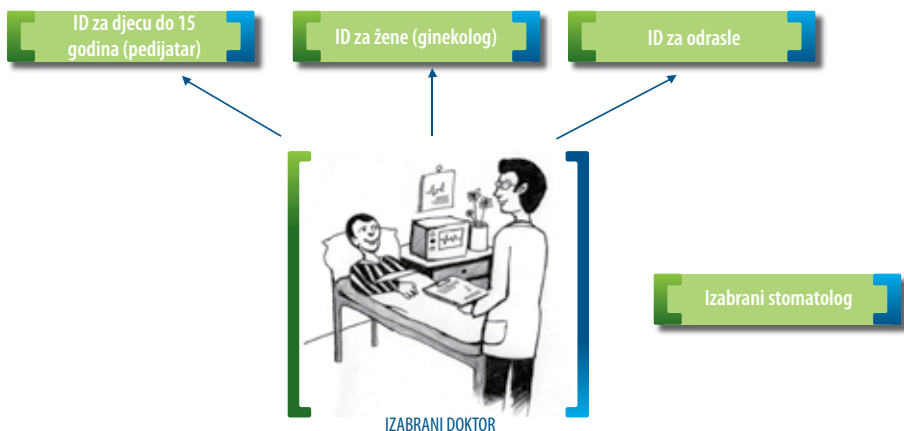 ID za djecu do 15
godina (pedijatar)
ID za žene (ginekolog)
ID za odrasle
Izabrani stomatolog
IZABRANI DOKTOR